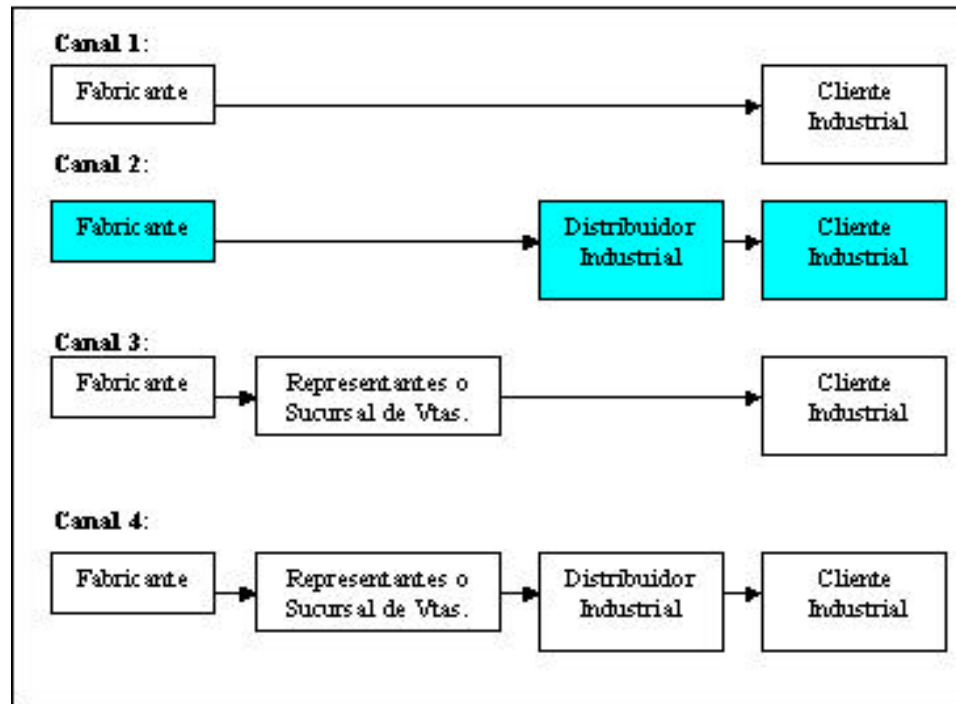 Canal 1:
Fabricante
Cliente
Industrial
Canal 2:
Fabricante
Distribuidor
Industrial
Cliente
Industrial
Canal 3:
Fabricante
Representantes o
Sucursal de Vtas.
Cliente
Industrial
Canal 4:
Fabricante
Representantes o
Sucursal de Vtas.
Distribuidor
Industrial
Cliente
Industrial